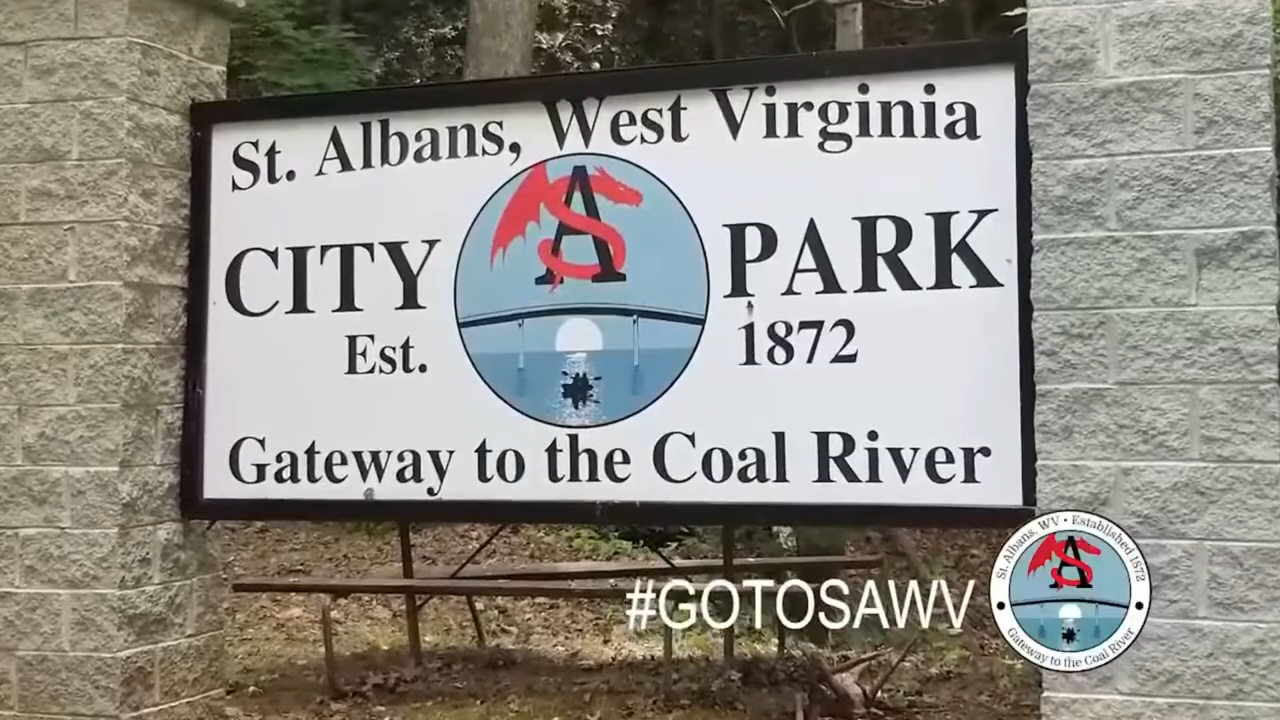 St. Albans, West Virginia
CITY PARK
Est. 1872
Gateway to the Coal River
#GOTOSAWV
St. Albans, WV • Established 1872
A
Gateway to the Coal River